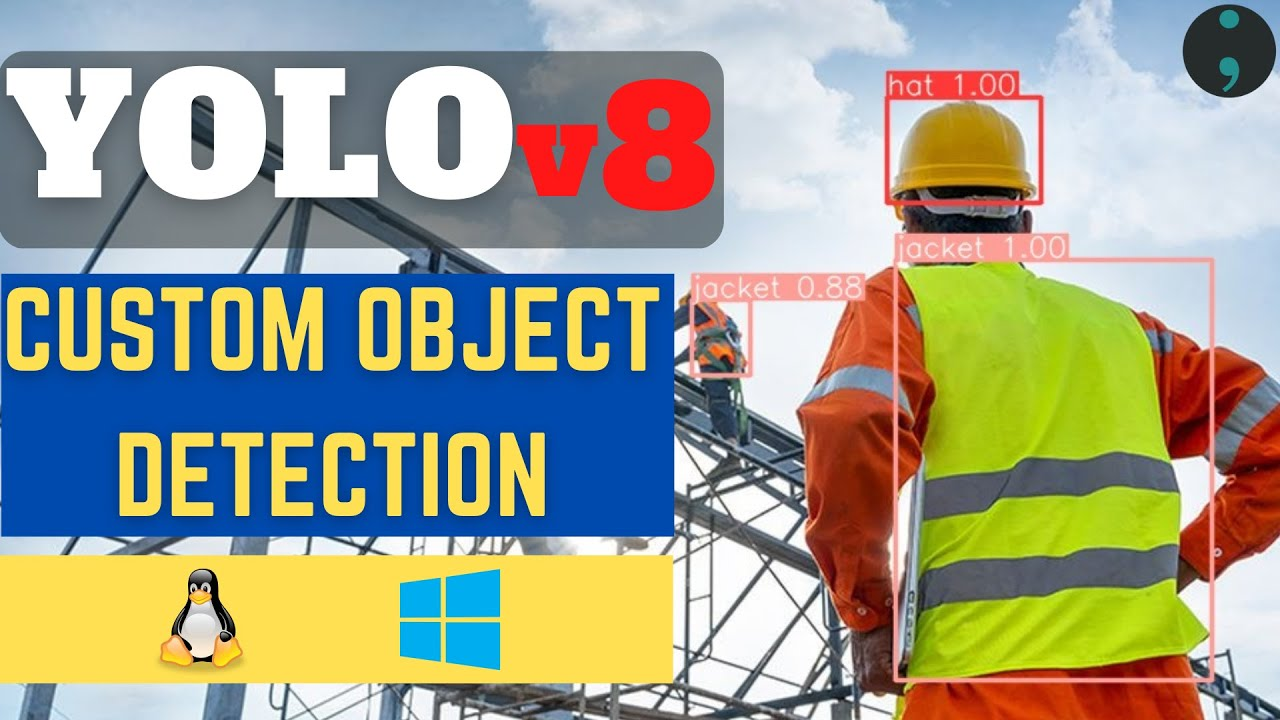 YOLOv8
CUSTOM OBJECT
DETECTION
hat 1.00
jacket 1.00
jacket 0.88